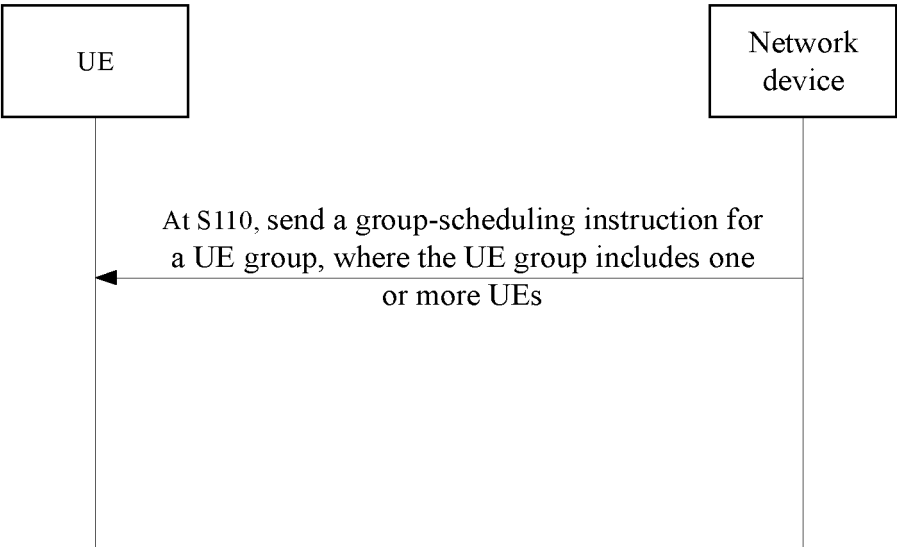 UE
Network
device
At S110, send a group-scheduling instruction for
a UE group, where the UE group includes one
or more UEs